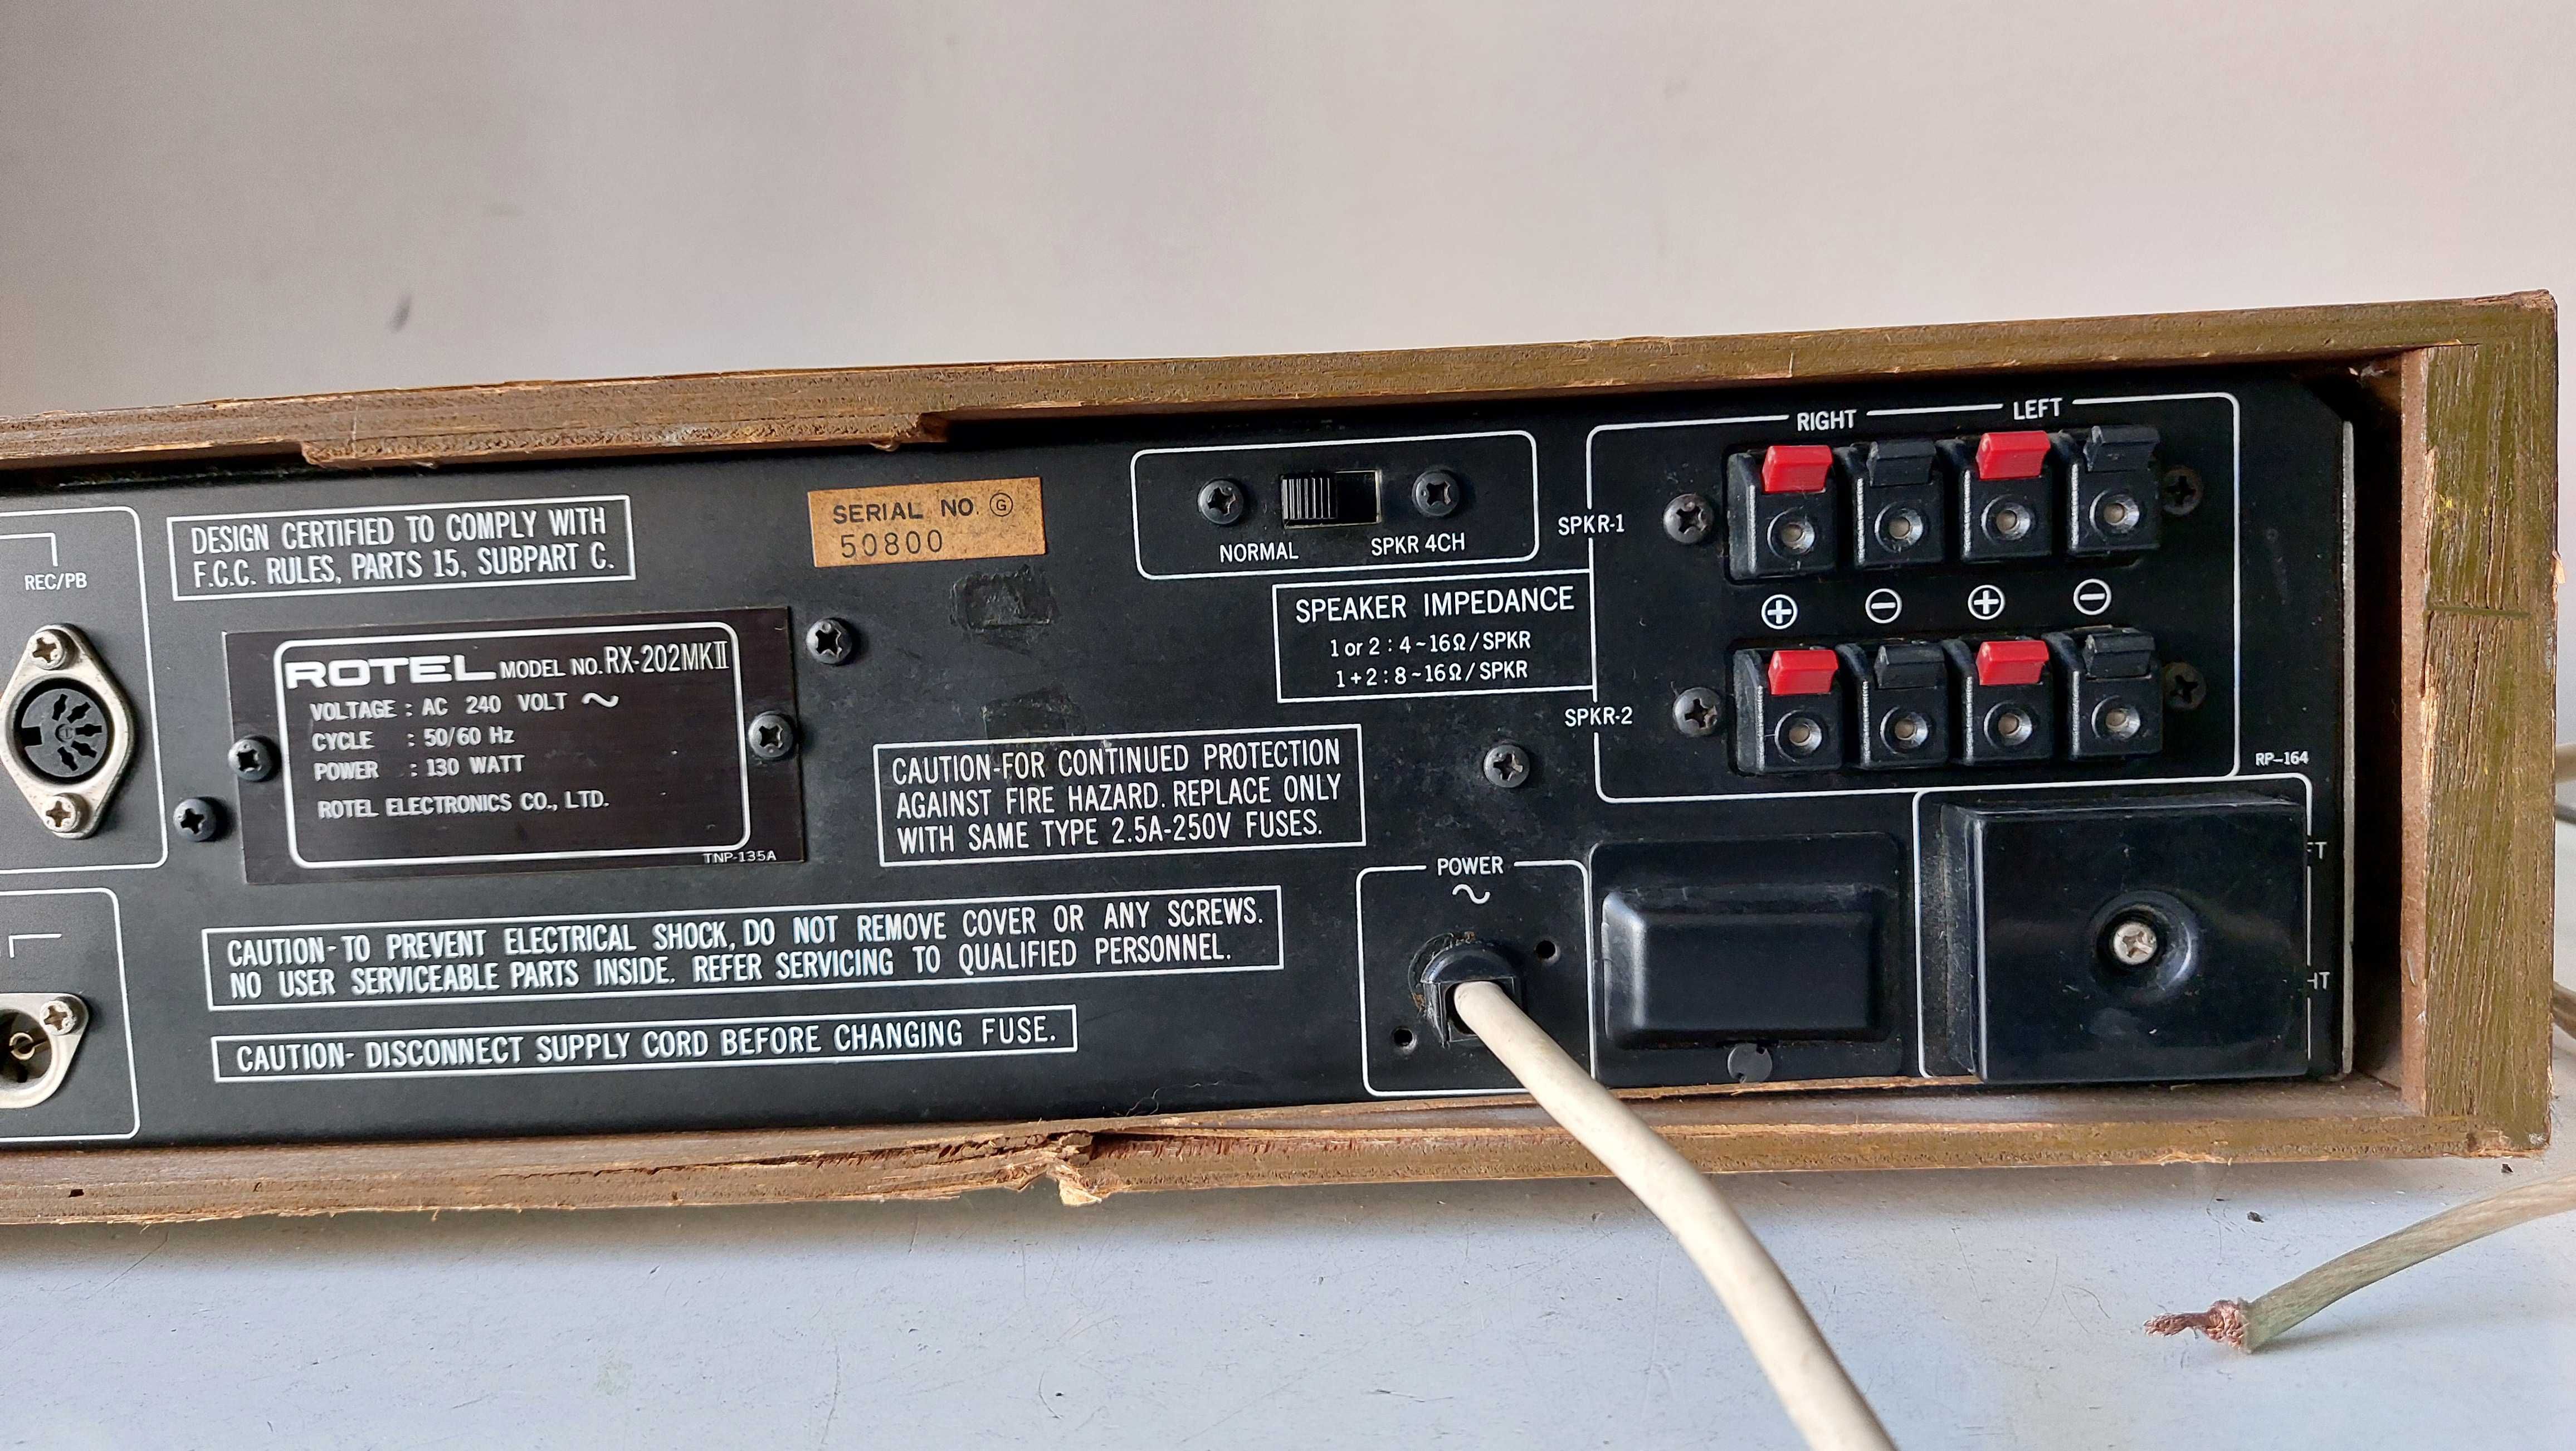 REC/PB
DESIGN CERTIFIED TO COMPLY WITH
F.C.C. RULES, PARTS 15, SUBPART C.
ROTEL MODEL NO. RX-202MKⅡ
VOLTAGE : AC 240 VOLT ~
CYCLE : 50/60 Hz
POWER : 130 WATT
ROTEL ELECTRONICS CO., LTD.
TNP-135A
SERIAL NO. Ⓖ
50800
NORMAL SPKR 4CH
SPEAKER IMPEDANCE
1 or 2 : 4~16Ω/SPKR
1+2 : 8~16Ω/SPKR
RIGHT LEFT
SPKR-1
⊕ ⊖ ⊕ ⊖
SPKR-2
RP-164
CAUTION-FOR CONTINUED PROTECTION
AGAINST FIRE HAZARD. REPLACE ONLY
WITH SAME TYPE 2.5A-250V FUSES.
POWER
~
CAUTION-TO PREVENT ELECTRICAL SHOCK, DO NOT REMOVE COVER OR ANY SCREWS.
NO USER SERVICEABLE PARTS INSIDE. REFER SERVICING TO QUALIFIED PERSONNEL.
CAUTION- DISCONNECT SUPPLY CORD BEFORE CHANGING FUSE.